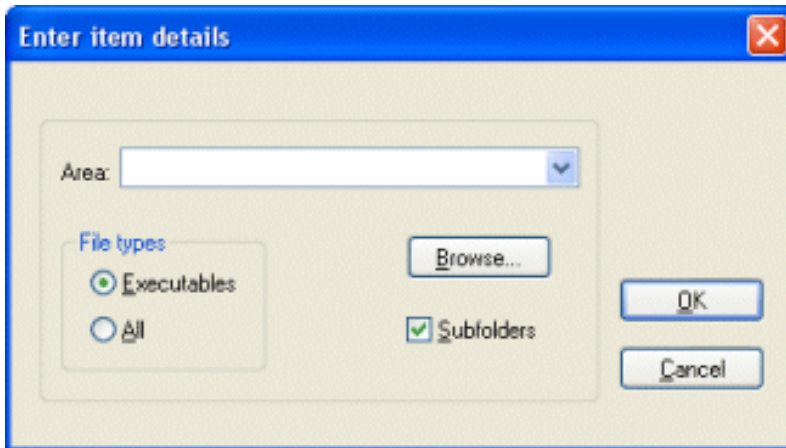 Enter item details
Area:
File types
Browse...
Executables
OK
All
Subfolders
Cancel